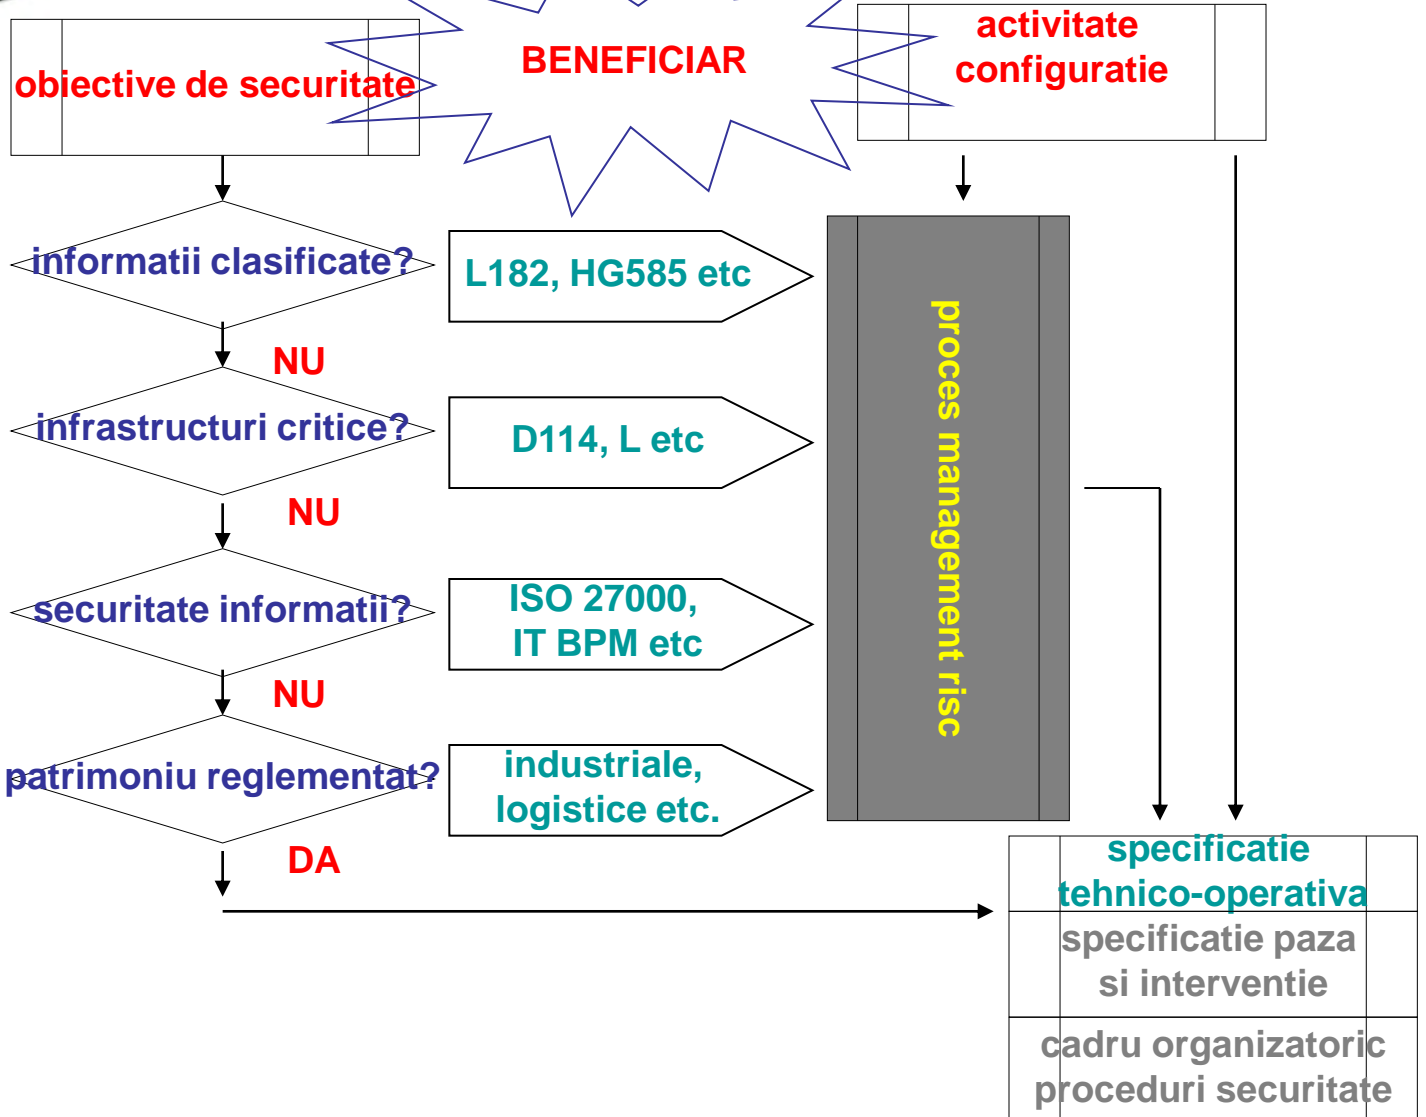 obiective de securitate
BENEFICIAR
activitate
configuratie
informatii clasificate?
L182, HG585 etc
NU
infrastructuri critice?
D114, L etc
NU
securitate informatii?
ISO 27000,
IT BPM etc
NU
patrimoniu reglementat?
industriale,
logistice etc.
DA
proces management risc
specificatie
tehnico-operativa
specificatie paza
si interventie
cadru organizatoric
proceduri securitate